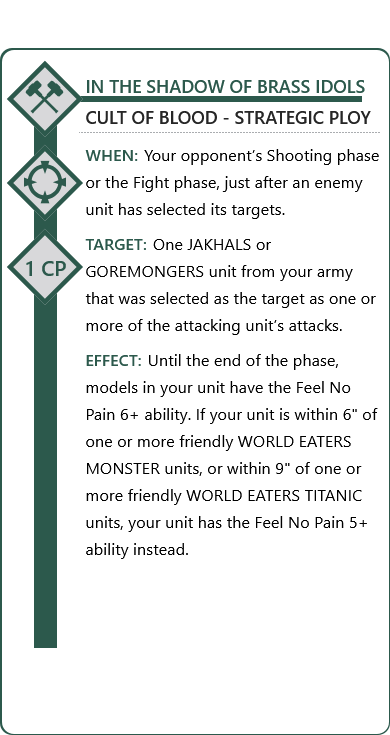 IN THE SHADOW OF BRASS IDOLS
CULT OF BLOOD - STRATEGIC PLOY
WHEN: Your opponent's Shooting phase
or the Fight phase, just after an enemy
unit has selected its targets.
1 CP
TARGET: One JAKHALS or
GOREMONGERS unit from your army
that was selected as the target as one or
more of the attacking unit's attacks.
EFFECT: Until the end of the phase,
models in your unit have the Feel No
Pain 6+ ability. If your unit is within 6" of
one or more friendly WORLD EATERS
MONSTER units, or within 9" of one or
more friendly WORLD EATERS TITANIC
units, your unit has the Feel No Pain 5+
ability instead.